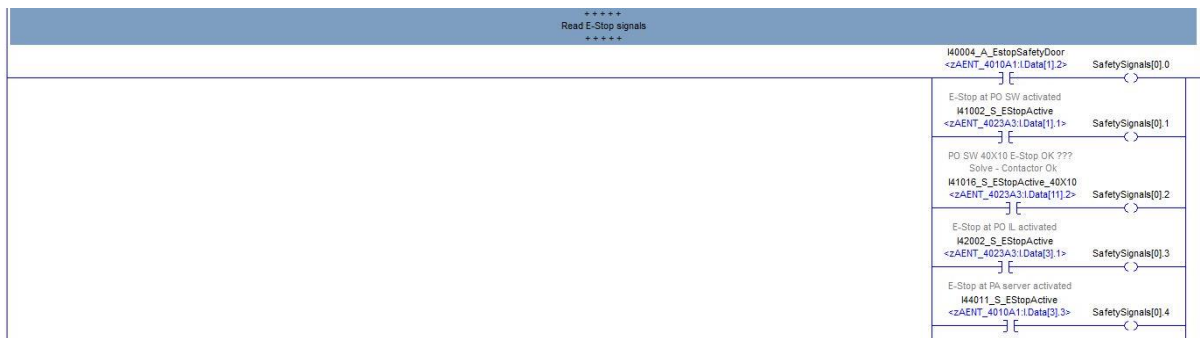 + + + + +
Read E-Stop signals
+ + + + +
I40004_A_EstopSafetyDoor
<zAENT_4010A1:I.Data[1].2> SafetySignals[0].0
E-Stop at PO SW activated
I41002_S_EStopActive
<zAENT_4023A3:I.Data[1].1> SafetySignals[0].1
PO SW 40X10 E-Stop OK ???
Solve - Contactor Ok
I41016_S_EStopActive_40X10
<zAENT_4023A3:I.Data[11].2> SafetySignals[0].2
E-Stop at PO IL activated
I42002_S_EStopActive
<zAENT_4023A3:I.Data[3].1> SafetySignals[0].3
E-Stop at PA server activated
I44011_S_EStopActive
<zAENT_4010A1:I.Data[3].3> SafetySignals[0].4